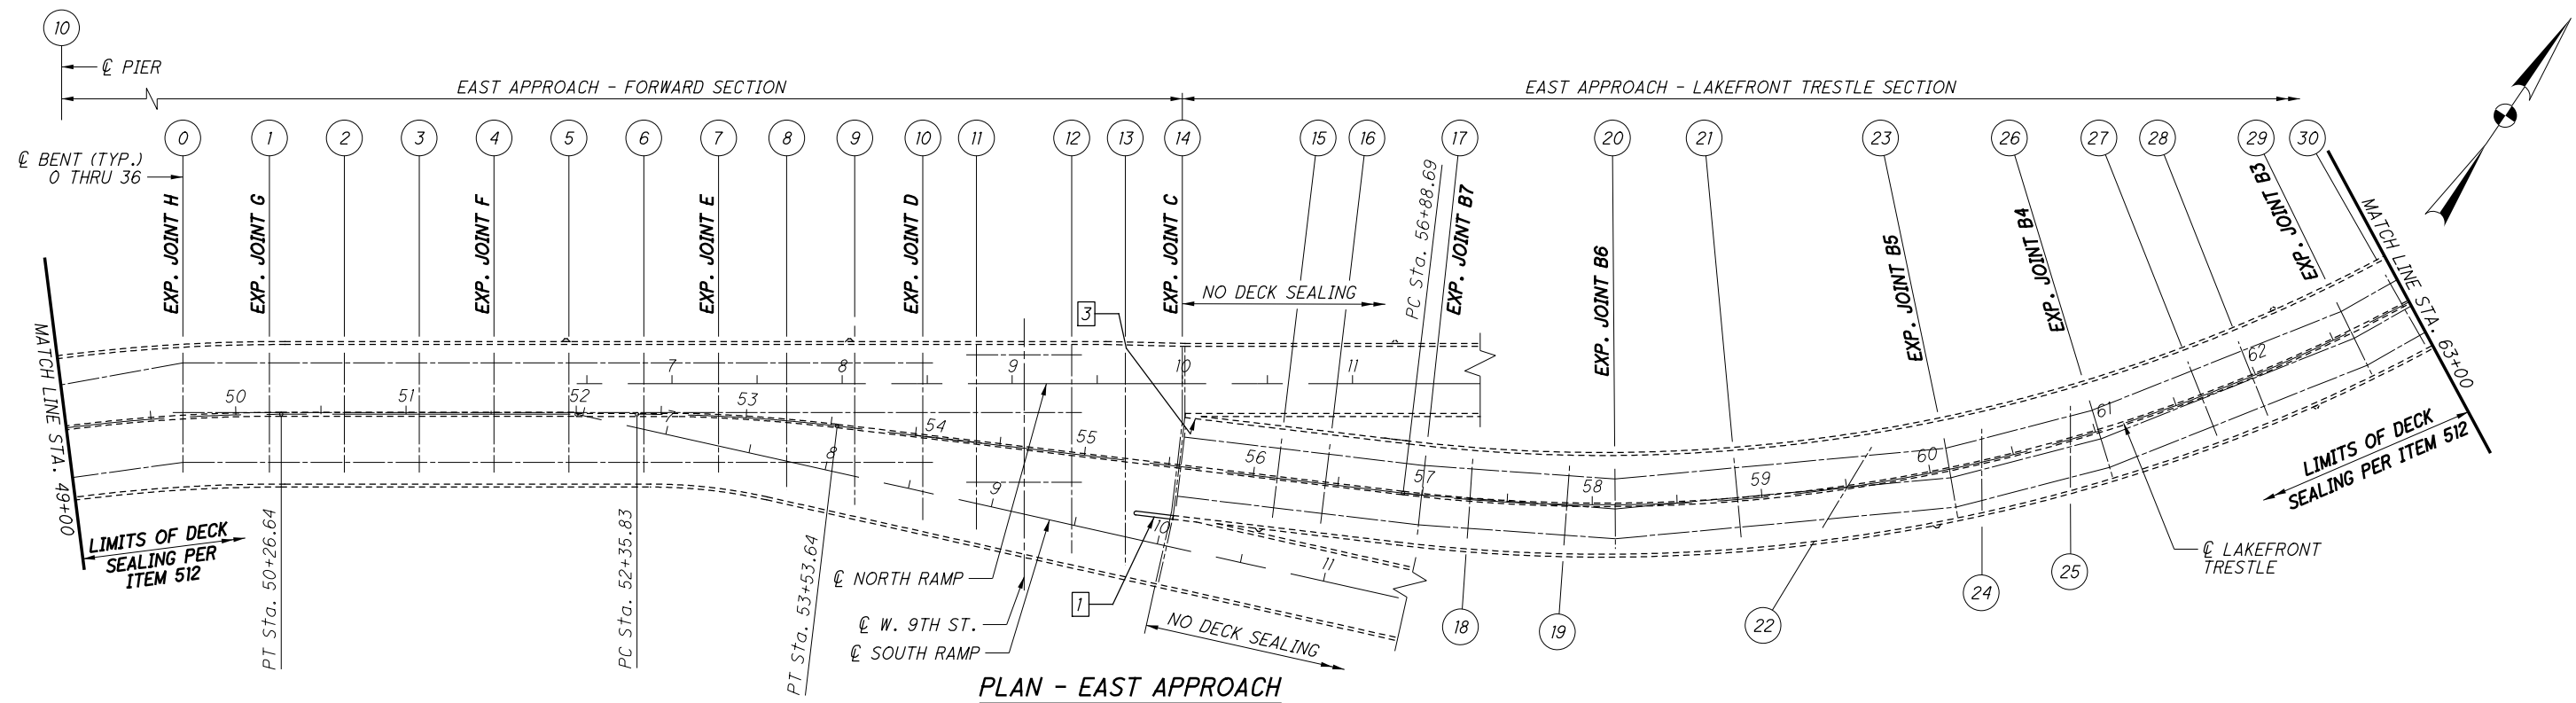 10
℄ PIER
EAST APPROACH - FORWARD SECTION
EAST APPROACH - LAKEFRONT TRESTLE SECTION
℄ BENT (TYP.)
0 THRU 36
0
1
2
3
4
5
6
7
8
9
10
11
12
13
14
15
16
17
20
21
23
26
27
28
29
30
EXP. JOINT H
EXP. JOINT G
EXP. JOINT F
EXP. JOINT E
EXP. JOINT D
EXP. JOINT C
PC Sta. 56+88.69
EXP. JOINT B7
EXP. JOINT B6
EXP. JOINT B5
EXP. JOINT B4
EXP. JOINT B3
MATCH LINE STA. 63+00
NO DECK SEALING
3
MATCH LINE STA. 49+00
7
8
9
10
11
50
51
52
53
54
55
56
57
58
59
60
61
62
7
8
9
10
11
LIMITS OF DECK
SEALING PER
ITEM 512
PT Sta. 50+26.64
PC Sta. 52+35.83
PT Sta. 53+53.64
℄ NORTH RAMP
℄ W. 9TH ST.
℄ SOUTH RAMP
1
NO DECK SEALING
18
19
22
24
25
℄ LAKEFRONT
TRESTLE
LIMITS OF DECK
SEALING PER ITEM 512
PLAN - EAST APPROACH